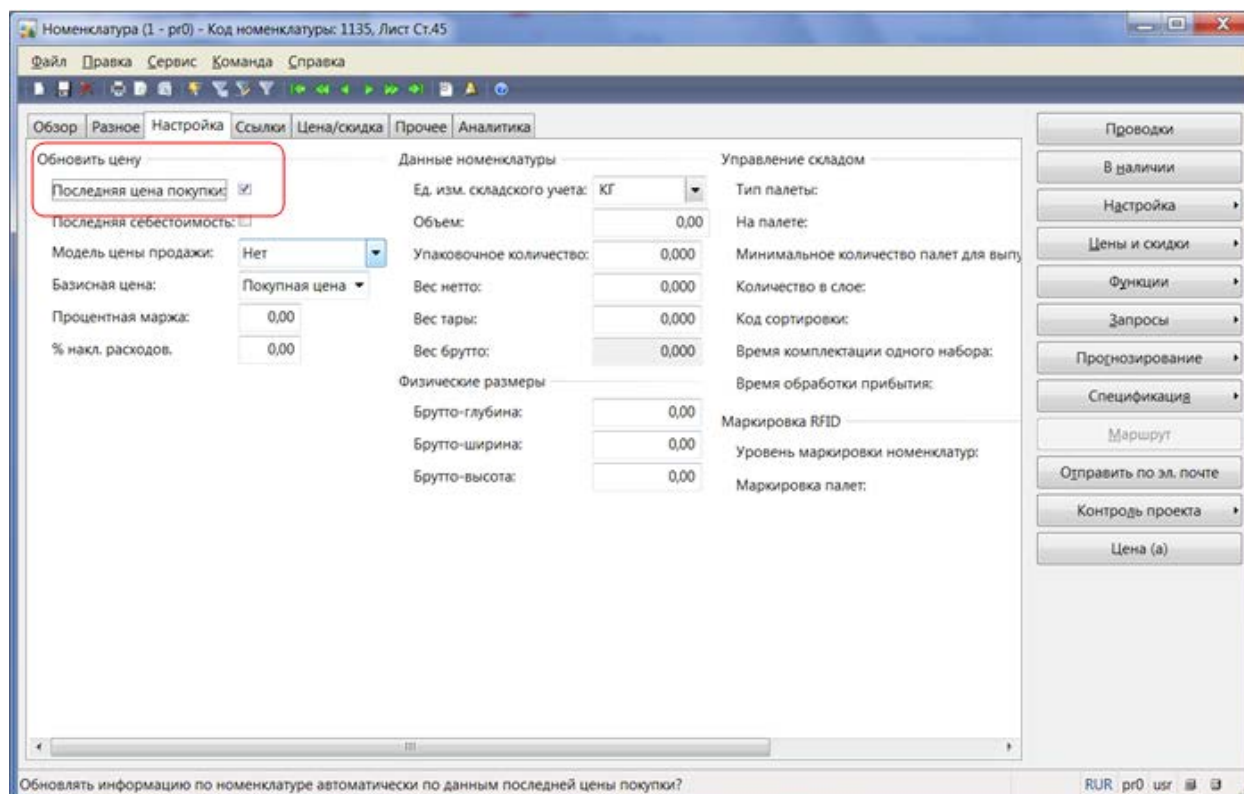 Номенклатура (1 - pr0) - Код номенклатуры: 1135, Лист Ст.45
Файл Правка Сервис Команда Справка
Обзор Разное Настройка Ссылки Цена/скидка Прочее Аналитика
Обновить цену
Последняя цена покупки:
Последняя себестоимость:
Модель цены продажи: Нет
Базисная цена: Покупная цена
Процентная маржа: 0,00
% накл. расходов. 0,00
Данные номенклатуры
Ед. изм. складского учета: КГ
Объем: 0,00
Упаковочное количество: 0,000
Вес нетто: 0,000
Вес тары: 0,000
Вес брутто: 0,000
Физические размеры
Брутто-глубина: 0,00
Брутто-ширина: 0,00
Брутто-высота: 0,00
Управление складом
Тип палеты:
На палете:
Минимальное количество палет для выпу
Количество в слое:
Код сортировки:
Время комплектации одного набора:
Время обработки прибытия:
Маркировка RFID
Уровень маркировки номенклатур:
Маркировка палет:
Проводки
В наличии
Настройка
Цены и скидки
Функции
Запросы
Прогнозирование
Спецификация
Маршрут
Отправить по эл. почте
Контроль проекта
Цена (а)
Обновлять информацию по номенклатуре автоматически по данным последней цены покупки?
RUR pr0 usr